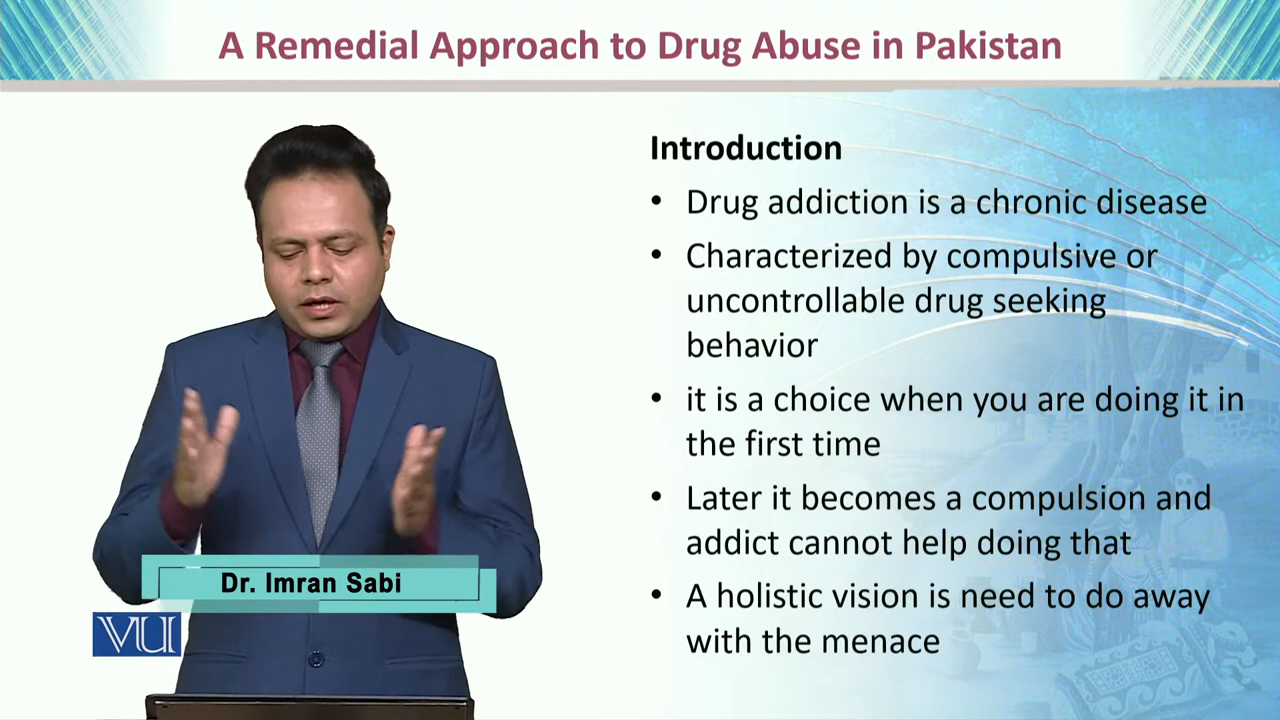 A Remedial Approach to Drug Abuse in Pakistan
Introduction
• Drug addiction is a chronic disease
• Characterized by compulsive or
uncontrollable drug seeking
behavior
• it is a choice when you are doing it in
the first time
• Later it becomes a compulsion and
addict cannot help doing that
• A holistic vision is need to do away
with the menace
Dr. Imran Sabi
VU